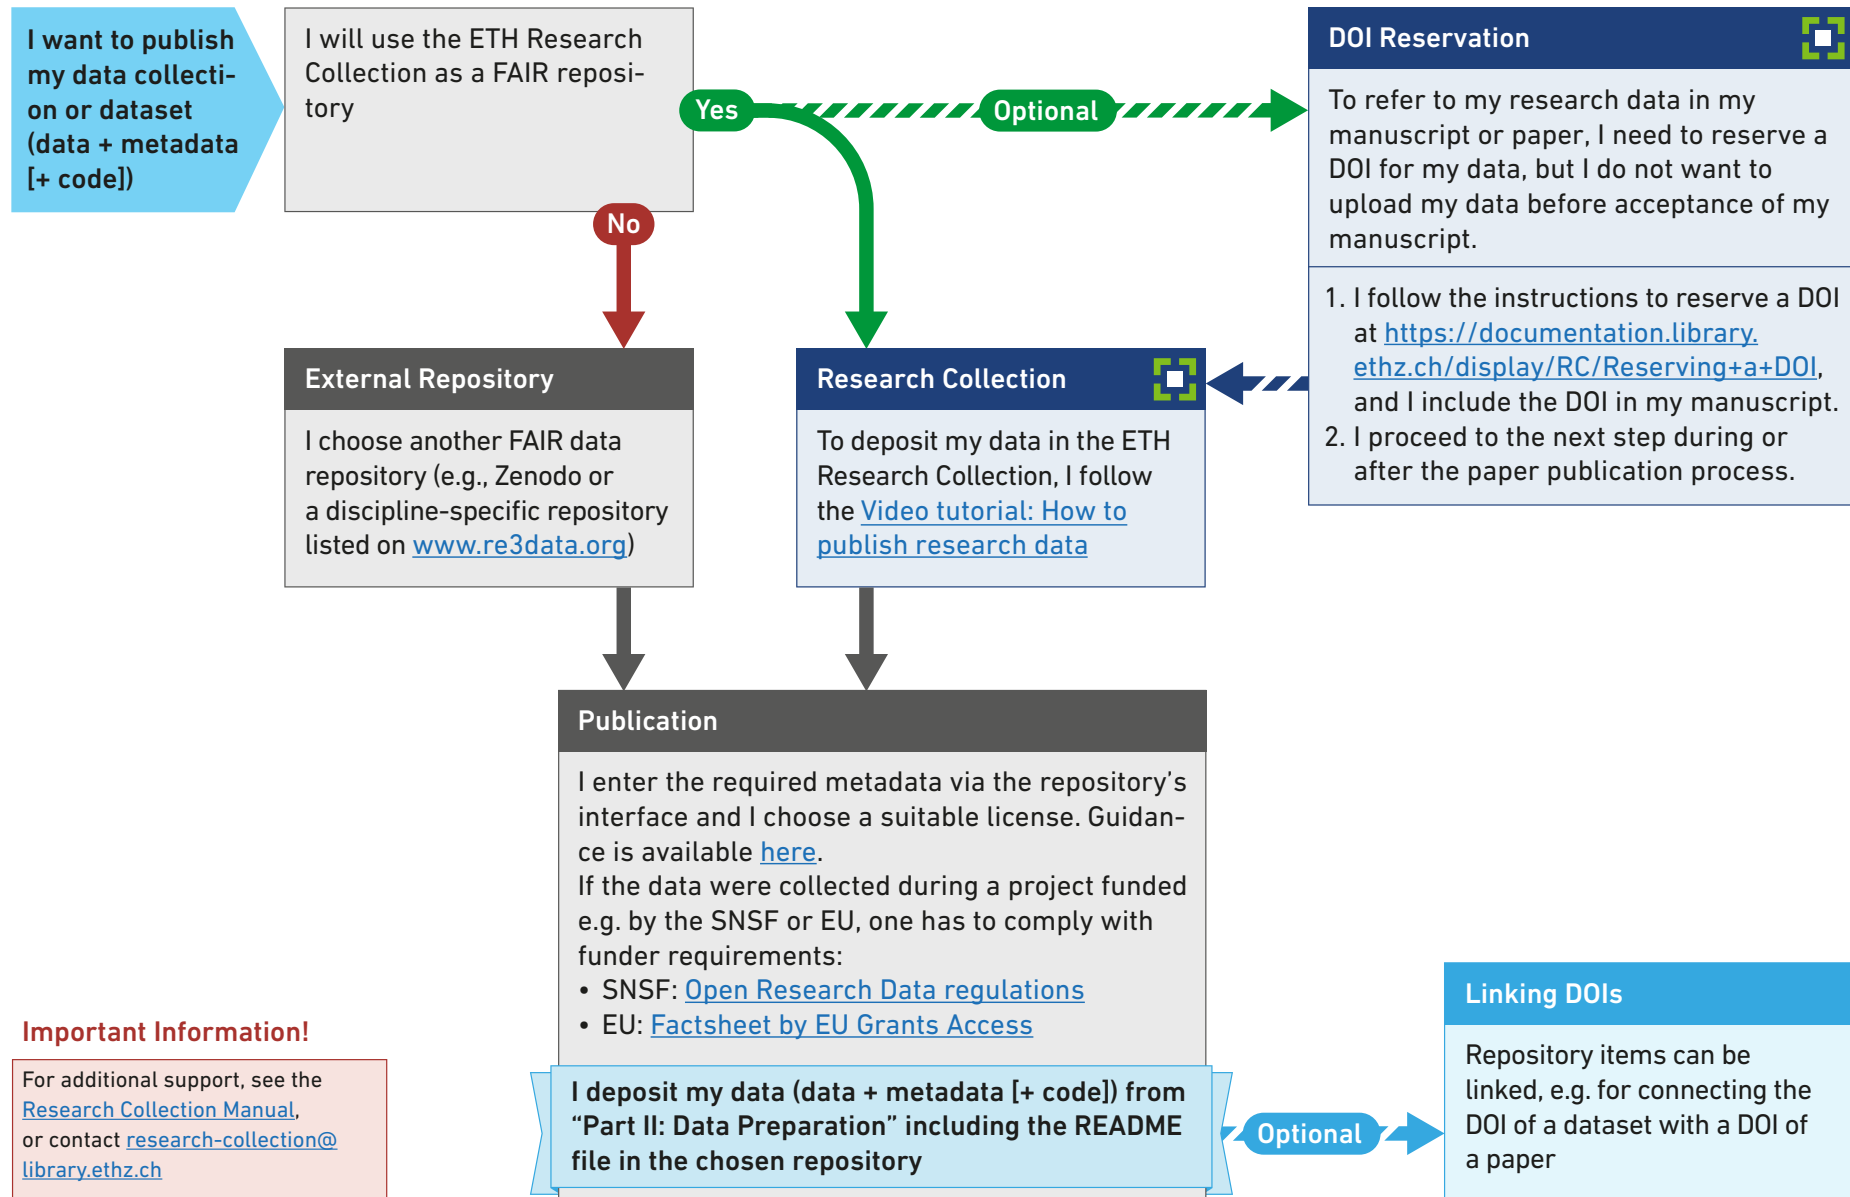 I want to publish
my data collecti-
on or dataset
(data + metadata
[+ code])
I will use the ETH Research
Collection as a FAIR reposi-
tory
Yes
Optional
No
DOI Reservation
To refer to my research data in my
manuscript or paper, I need to reserve a
DOI for my data, but I do not want to
upload my data before acceptance of my
manuscript.
1. I follow the instructions to reserve a DOI
at https://documentation.library.
ethz.ch/display/RC/Reserving+a+DOI,
and I include the DOI in my manuscript.
2. I proceed to the next step during or
after the paper publication process.
External Repository
I choose another FAIR data
repository (e.g., Zenodo or
a discipline-specific repository
listed on www.re3data.org)
Research Collection
To deposit my data in the ETH
Research Collection, I follow
the Video tutorial: How to
publish research data
Publication
I enter the required metadata via the repository’s
interface and I choose a suitable license. Guidan-
ce is available here.
If the data were collected during a project funded
e.g. by the SNSF or EU, one has to comply with
funder requirements:
• SNSF: Open Research Data regulations
• EU: Factsheet by EU Grants Access
I deposit my data (data + metadata [+ code]) from
“Part II: Data Preparation” including the README
file in the chosen repository
Optional
Linking DOIs
Repository items can be
linked, e.g. for connecting the
DOI of a dataset with a DOI of
a paper
Important Information!
For additional support, see the
Research Collection Manual,
or contact research-collection@
library.ethz.ch